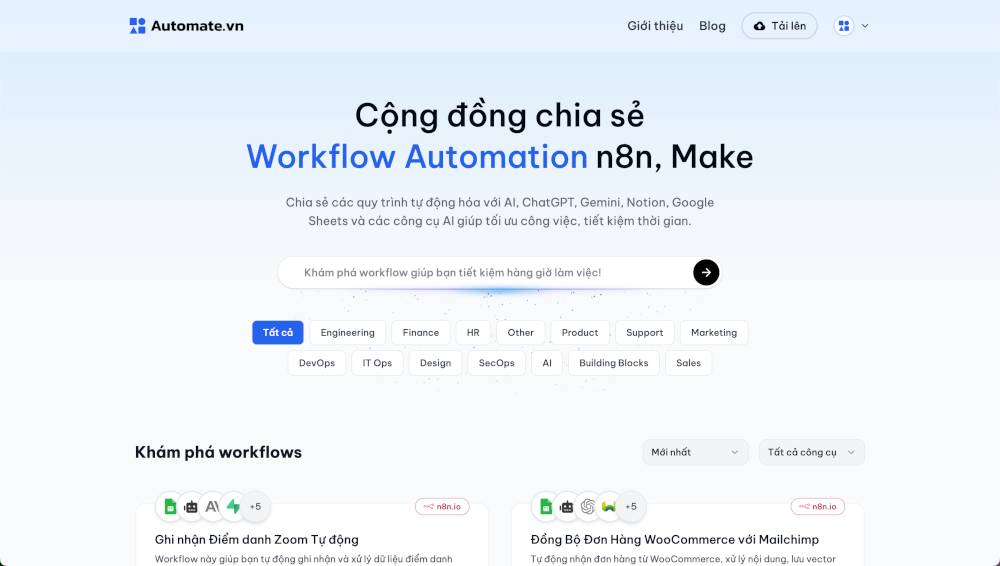 Automate.vn
Giới thiệu
Blog
Tải lên
Cộng đồng chia sẻ
Workflow Automation n8n, Make
Chia sẻ các quy trình tự động hóa với AI, ChatGPT, Gemini, Notion, Google
Sheets và các công cụ AI giúp tối ưu công việc, tiết kiệm thời gian.
Khám phá workflow giúp bạn tiết kiệm hàng giờ làm việc!
Tất cả
Engineering
Finance
HR
Other
Product
Support
Marketing
DevOps
IT Ops
Design
SecOps
AI
Building Blocks
Sales
Khám phá workflows
Mới nhất
Tất cả công cụ
+5
n8n.io
Ghi nhận Điểm danh Zoom Tự động
Workflow này giúp bạn tự động ghi nhận và xử lý dữ liệu điểm danh
+5
n8n.io
Đồng Bộ Đơn Hàng WooCommerce với Mailchimp
Tự động nhận đơn hàng từ WooCommerce, xử lý nội dung, lưu vector